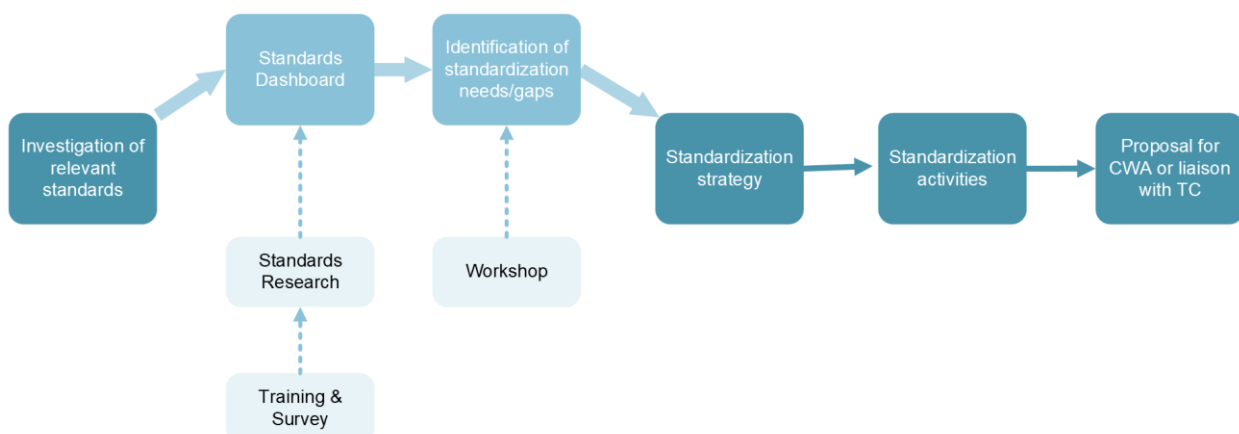 Standards
Dashboard
Identification of
standardization
needs/gaps
Investigation of
relevant
standards
Standardization
strategy
Standardization
activities
Proposal for
CWA or liaison
with TC
Standards
Research
Workshop
Training &
Survey